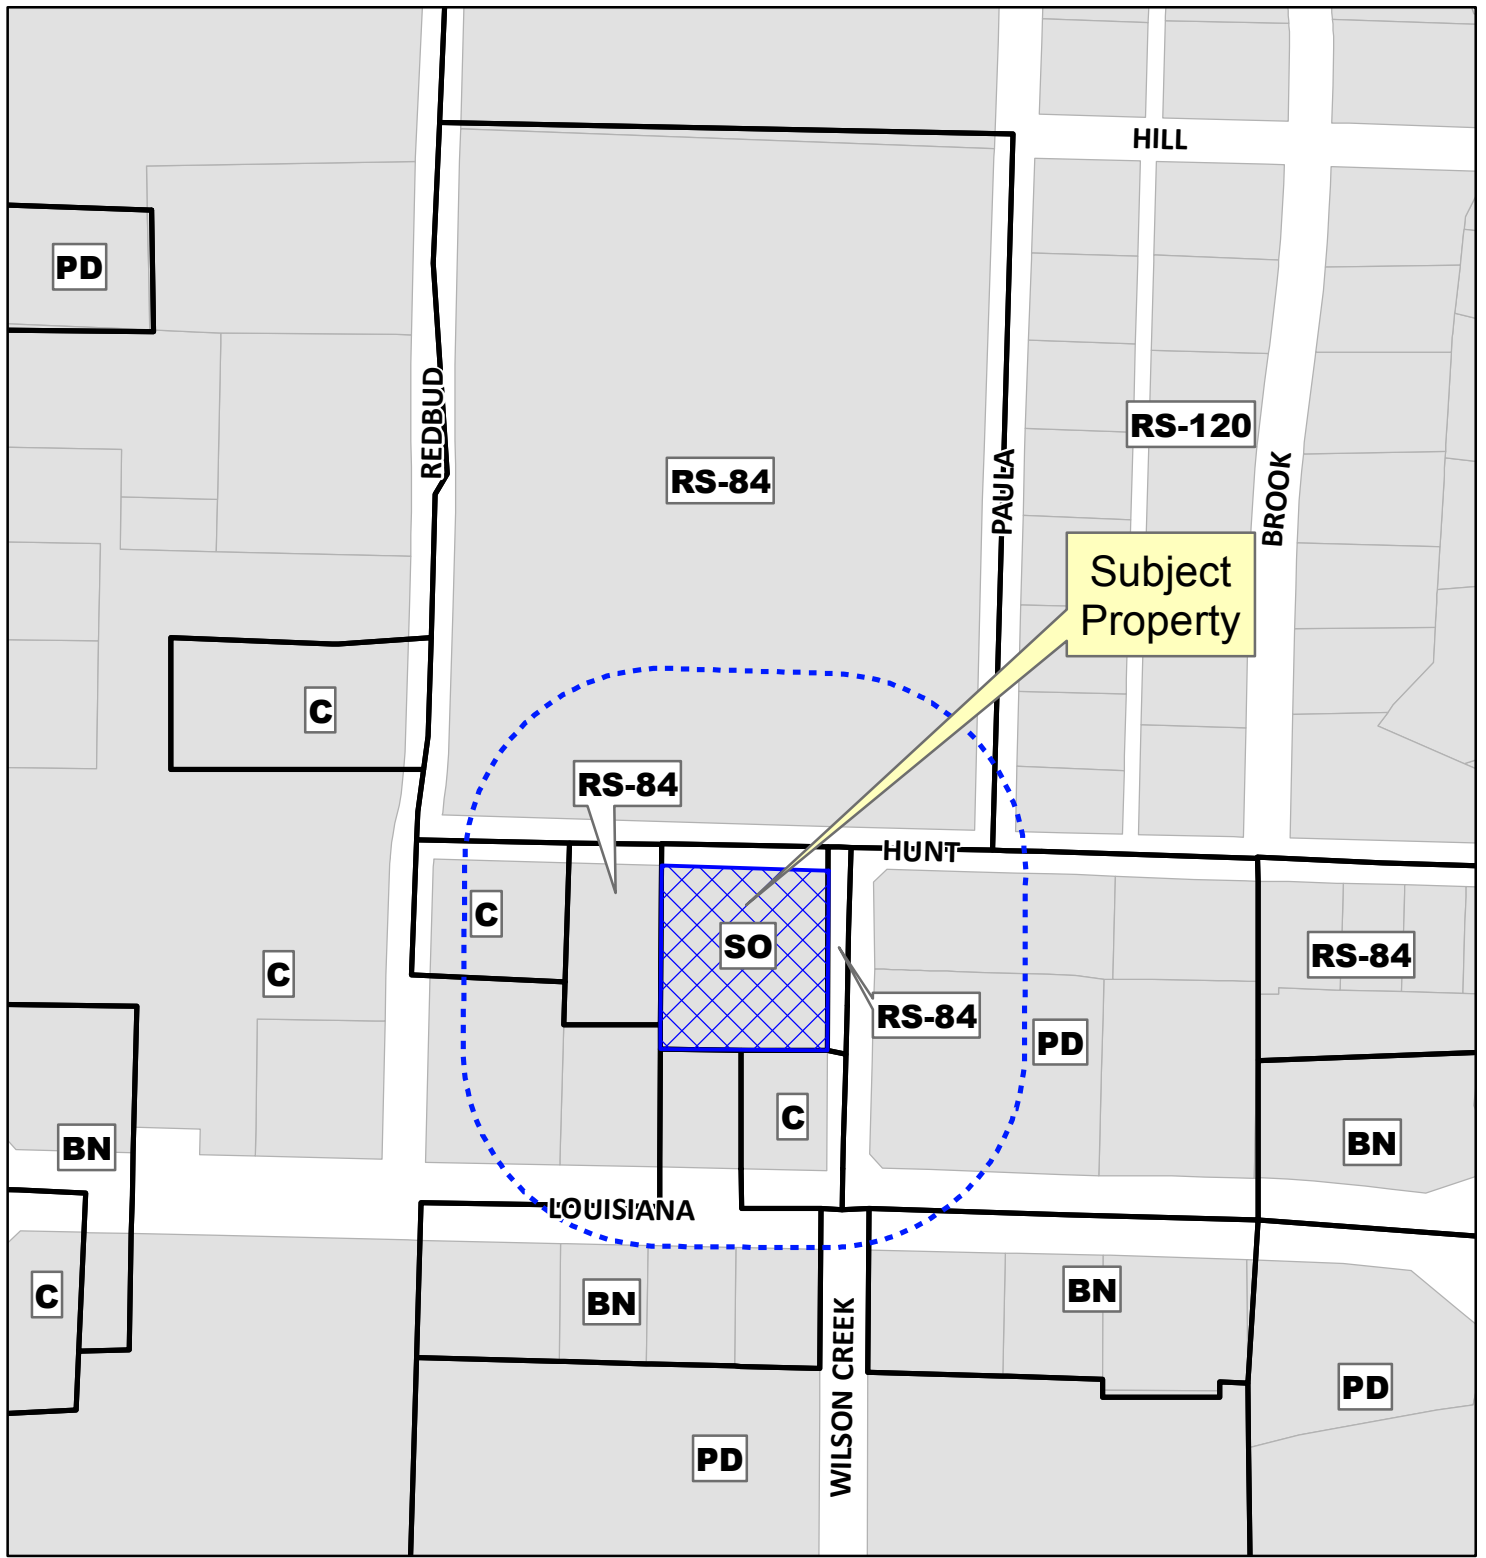 HILL
PD
REDBUD
RS-120
PAULA
BROOK
RS-84
Subject
Property
C
RS-84
HUNT
C
SO
RS-84
C
RS-84
PD
C
BN
BN
LOUISIANA
C
BN
BN
WILSON CREEK
PD
PD